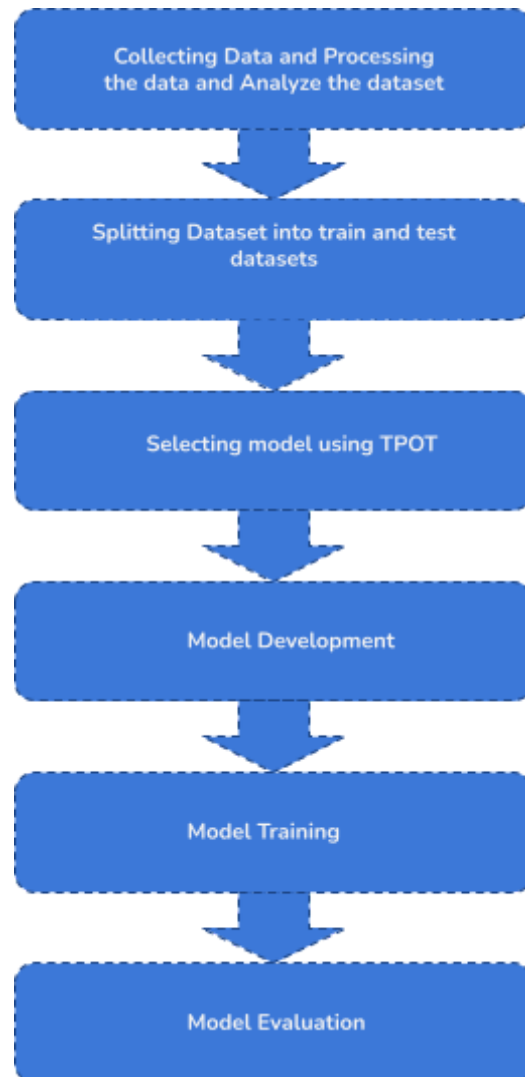 Collecting Data and Processing
the data and Analyze the dataset
Splitting Dataset into train and test
datasets
Selecting model using TPOT
Model Development
Model Training
Model Evaluation